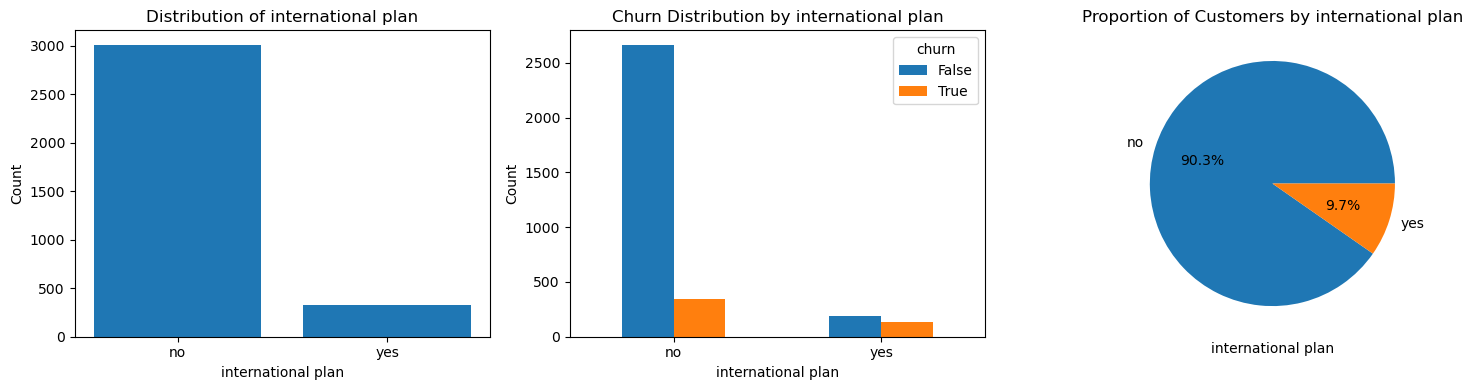 Distribution of international plan
Count
3000
2500
2000
1500
1000
500
0
no yes
international plan
Churn Distribution by international plan
Count
2500
2000
1500
1000
500
0
churn
False
True
no yes
international plan
Proportion of Customers by international plan
no
90.3%
9.7%
yes
international plan